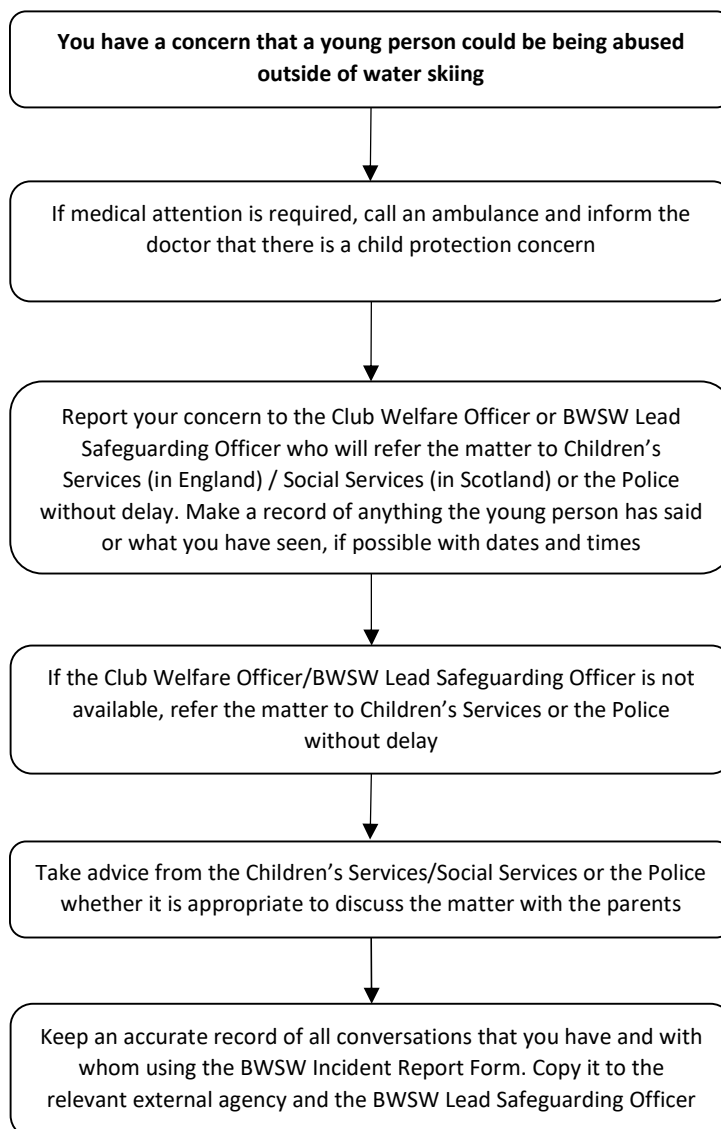 You have a concern that a young person could be being abused
outside of water skiing
If medical attention is required, call an ambulance and inform the
doctor that there is a child protection concern
Report your concern to the Club Welfare Officer or BWSW Lead
Safeguarding Officer who will refer the matter to Children’s
Services (in England) / Social Services (in Scotland) or the Police
without delay. Make a record of anything the young person has said
or what you have seen, if possible with dates and times
If the Club Welfare Officer/BWSW Lead Safeguarding Officer is not
available, refer the matter to Children’s Services or the Police
without delay
Take advice from the Children’s Services/Social Services or the Police
whether it is appropriate to discuss the matter with the parents
Keep an accurate record of all conversations that you have and with
whom using the BWSW Incident Report Form. Copy it to the
relevant external agency and the BWSW Lead Safeguarding Officer